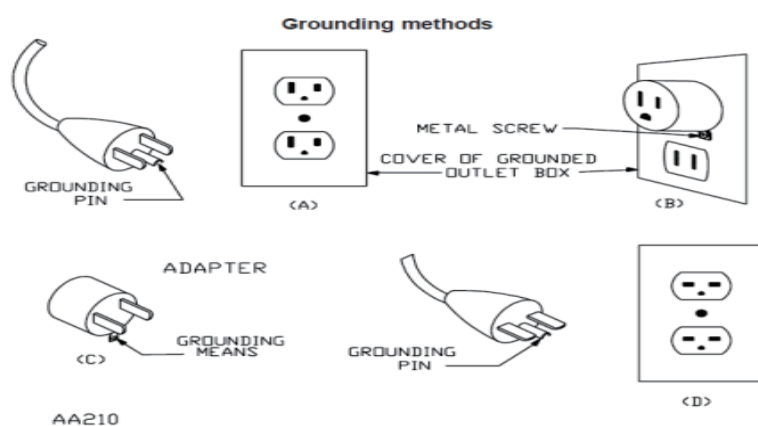 Grounding methods
METAL SCREW
COVER OF GROUNDED
OUTLET BOX
GROUNDING
PIN
(A)
(B)
ADAPTER
GROUNDING
MEANS
(C)
GROUNDING
PIN
(D)
AA210